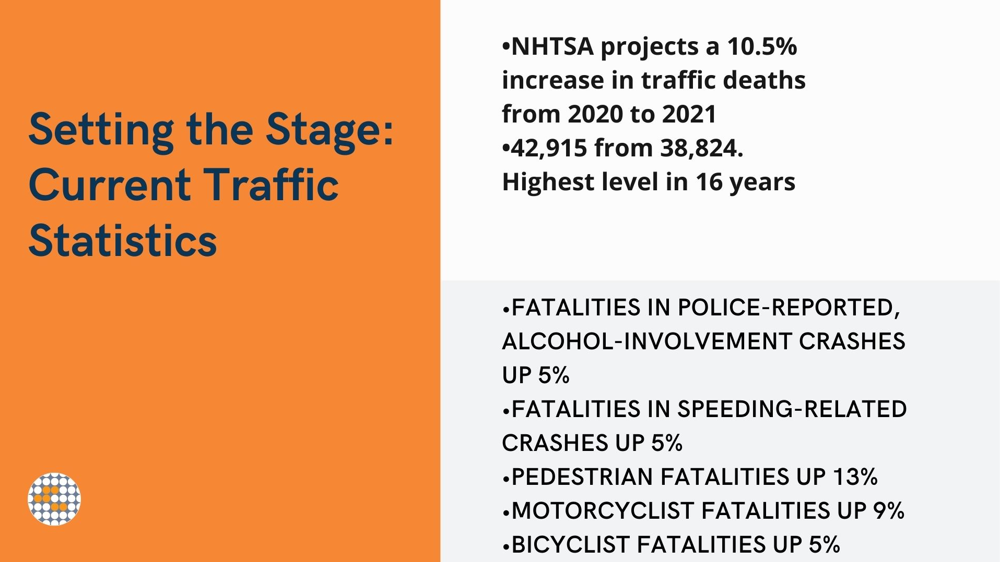 Setting the Stage:
Current Traffic
Statistics
•NHTSA projects a 10.5%
increase in traffic deaths
from 2020 to 2021
•42,915 from 38,824.
Highest level in 16 years
•FATALITIES IN POLICE-REPORTED,
ALCOHOL-INVOLVEMENT CRASHES
UP 5%
•FATALITIES IN SPEEDING-RELATED
CRASHES UP 5%
•PEDESTRIAN FATALITIES UP 13%
•MOTORCYCLIST FATALITIES UP 9%
•BICYCLIST FATALITIES UP 5%